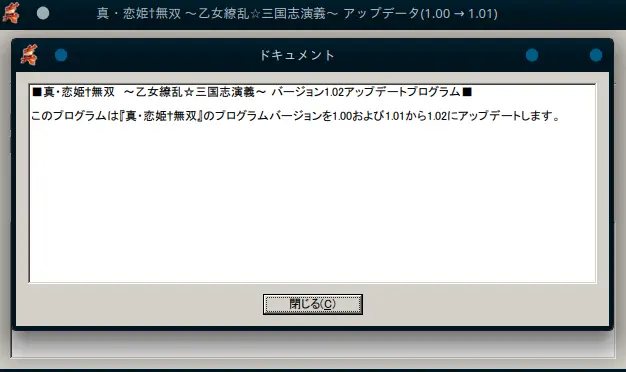 真・恋姫†無双 ～乙女繚乱☆三国志演義～ アップデータ(1.00 → 1.01)
ドキュメント
■真・恋姫†無双　～乙女繚乱☆三国志演義～ バージョン1.02アップデートプログラム■
このプログラムは『真・恋姫†無双』のプログラムバージョンを1.00および1.01から1.02にアップデートします。
閉じる(C)